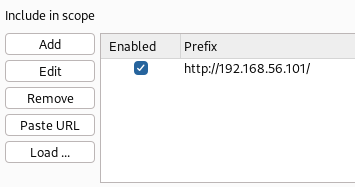 Include in scope
Add
Edit
Remove
Paste URL
Load ...
Enabled Prefix
http://192.168.56.101/